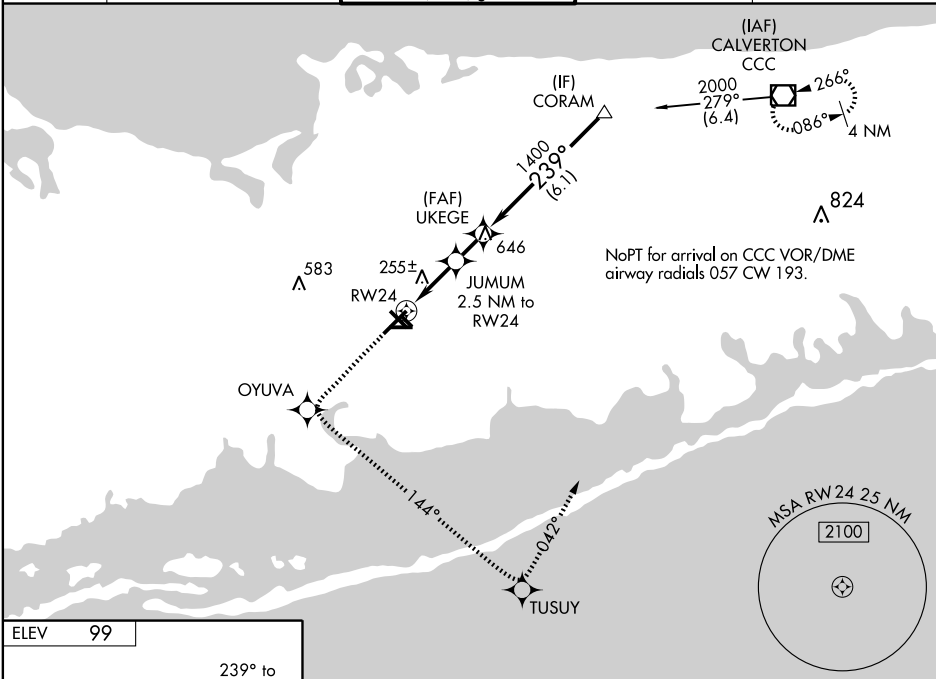 (IAF)
CALVERTON
CCC
(IF)
CORAM
2000
279°
(6.4)
266°
086°
4 NM
1400
239°
(6.1)
(FAF)
UKEGE
646
824
NoPT for arrival on CCC VOR/DME
airway radials 057 CW 193.
583
255±
JUMUM
2.5 NM to
RW24
RW24
OYUVA
144°
042°
TUSUY
MSA RW24 25 NM
2100
ELEV 99
239° to